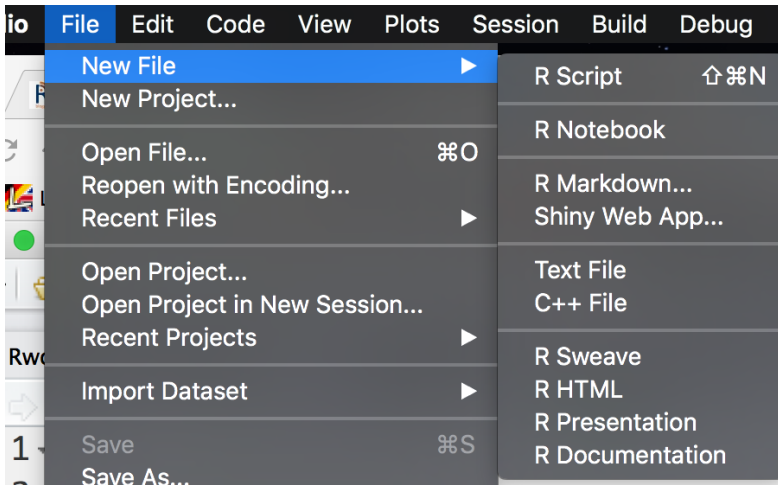 io File Edit Code View Plots Session Build Debug
New File ▶
New Project...
Open File... ⌘O
Reopen with Encoding...
Recent Files ▶
Open Project...
Open Project in New Session...
Recent Projects ▶
Import Dataset ▶
Save ⌘S
Save As...
R Script ⇧⌘N
R Notebook
R Markdown...
Shiny Web App...
Text File
C++ File
R Sweave
R HTML
R Presentation
R Documentation
1